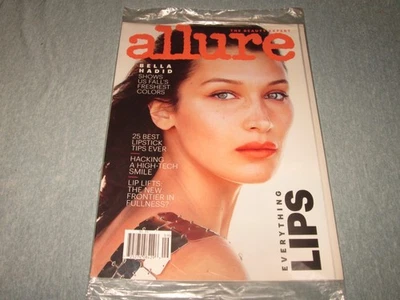 THE BEAUTY EXPERT
allure
BELLA
HADID
SHOWS
US FALL'S
FRESHEST
COLORS
25 BEST
LIPSTICK
TIPS EVER
HACKING
A HIGH-TECH
SMILE
LIP LIFTS:
THE NEW
FRONTIER IN
FULLNESS?
EVERYTHING
LIPS